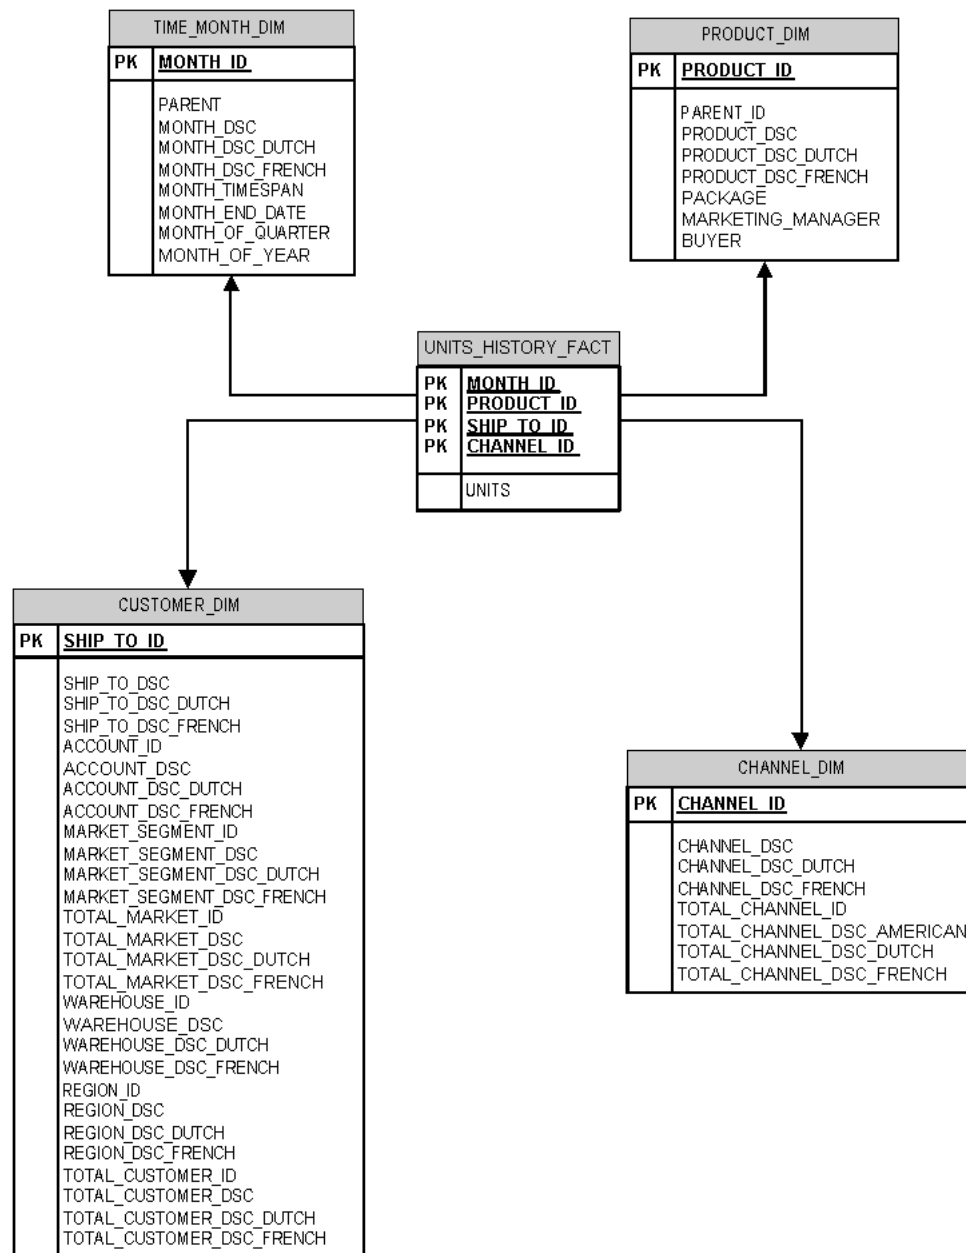 TIME_MONTH_DIM
PK MONTH_ID
PARENT
MONTH_DSC
MONTH_DSC_DUTCH
MONTH_DSC_FRENCH
MONTH_TIMESPAN
MONTH_END_DATE
MONTH_OF_QUARTER
MONTH_OF_YEAR
PRODUCT_DIM
PK PRODUCT_ID
PARENT_ID
PRODUCT_DSC
PRODUCT_DSC_DUTCH
PRODUCT_DSC_FRENCH
PACKAGE
MARKETING_MANAGER
BUYER
UNITS_HISTORY_FACT
PK MONTH_ID
PK PRODUCT_ID
PK SHIP_TO_ID
PK CHANNEL_ID
UNITS
CUSTOMER_DIM
PK SHIP_TO_ID
SHIP_TO_DSC
SHIP_TO_DSC_DUTCH
SHIP_TO_DSC_FRENCH
ACCOUNT_ID
ACCOUNT_DSC
ACCOUNT_DSC_DUTCH
ACCOUNT_DSC_FRENCH
MARKET_SEGMENT_ID
MARKET_SEGMENT_DSC
MARKET_SEGMENT_DSC_DUTCH
MARKET_SEGMENT_DSC_FRENCH
TOTAL_MARKET_ID
TOTAL_MARKET_DSC
TOTAL_MARKET_DSC_DUTCH
TOTAL_MARKET_DSC_FRENCH
WAREHOUSE_ID
WAREHOUSE_DSC
WAREHOUSE_DSC_DUTCH
WAREHOUSE_DSC_FRENCH
REGION_ID
REGION_DSC
REGION_DSC_DUTCH
REGION_DSC_FRENCH
TOTAL_CUSTOMER_ID
TOTAL_CUSTOMER_DSC
TOTAL_CUSTOMER_DSC_DUTCH
TOTAL_CUSTOMER_DSC_FRENCH
CHANNEL_DIM
PK CHANNEL_ID
CHANNEL_DSC
CHANNEL_DSC_DUTCH
CHANNEL_DSC_FRENCH
TOTAL_CHANNEL_ID
TOTAL_CHANNEL_DSC_AMERICAN
TOTAL_CHANNEL_DSC_DUTCH
TOTAL_CHANNEL_DSC_FRENCH